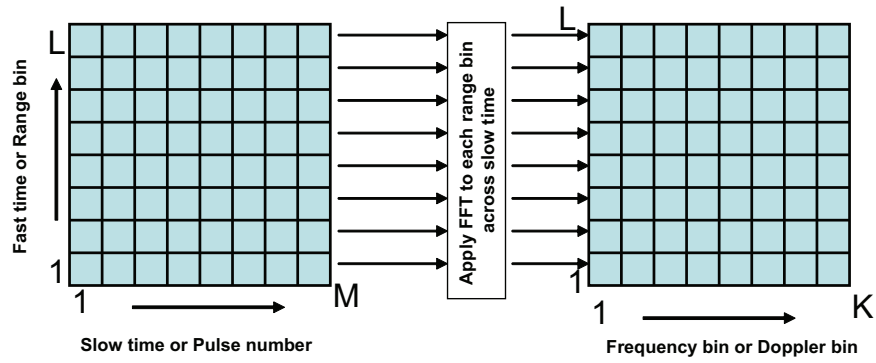 L
Fast time or Range bin
1
1
M
Slow time or Pulse number
Apply FFT to each range bin
across slow time
L
1
1
K
Frequency bin or Doppler bin